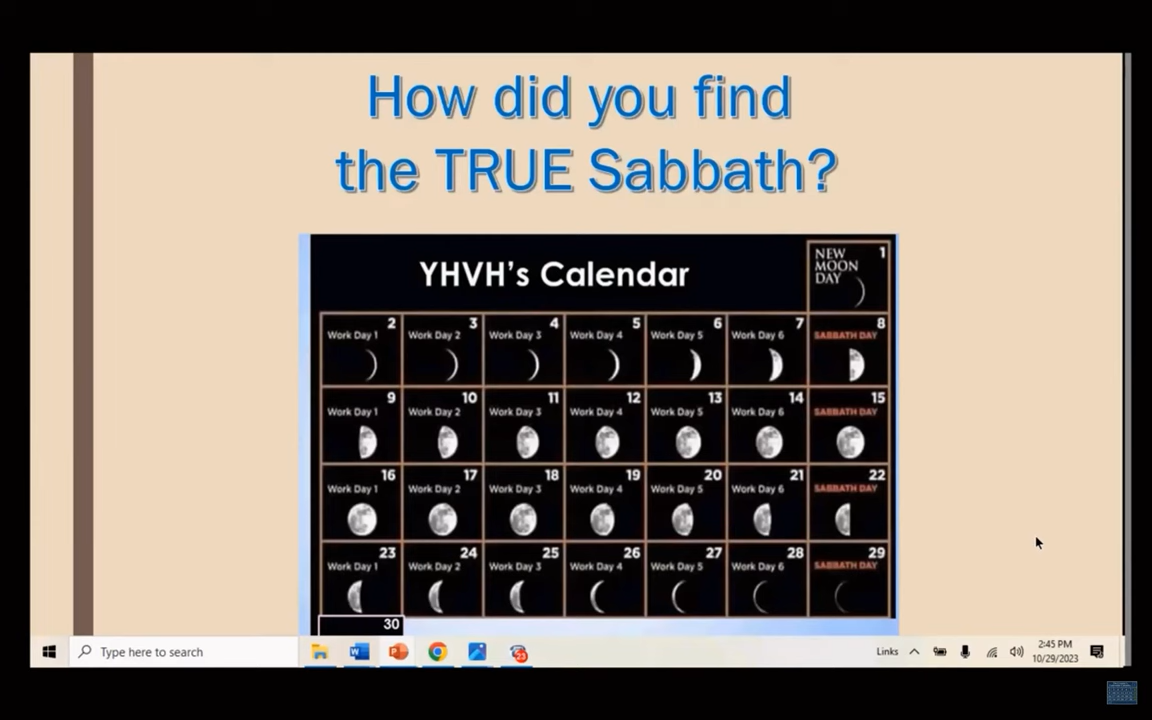 How did you find
the TRUE Sabbath?
YHVH's Calendar
NEW MOON DAY 1
2 Work Day 1
3 Work Day 2
4 Work Day 3
5 Work Day 4
6 Work Day 5
7 Work Day 6
8 SABBATH DAY
9 Work Day 1
10 Work Day 2
11 Work Day 3
12 Work Day 4
13 Work Day 5
14 Work Day 6
15 SABBATH DAY
16 Work Day 1
17 Work Day 2
18 Work Day 3
19 Work Day 4
20 Work Day 5
21 Work Day 6
22 SABBATH DAY
23 Work Day 1
24 Work Day 2
25 Work Day 3
26 Work Day 4
27 Work Day 5
28 Work Day 6
29 SABBATH DAY
30
Type here to search
23
Links
2:45 PM
10/29/2023